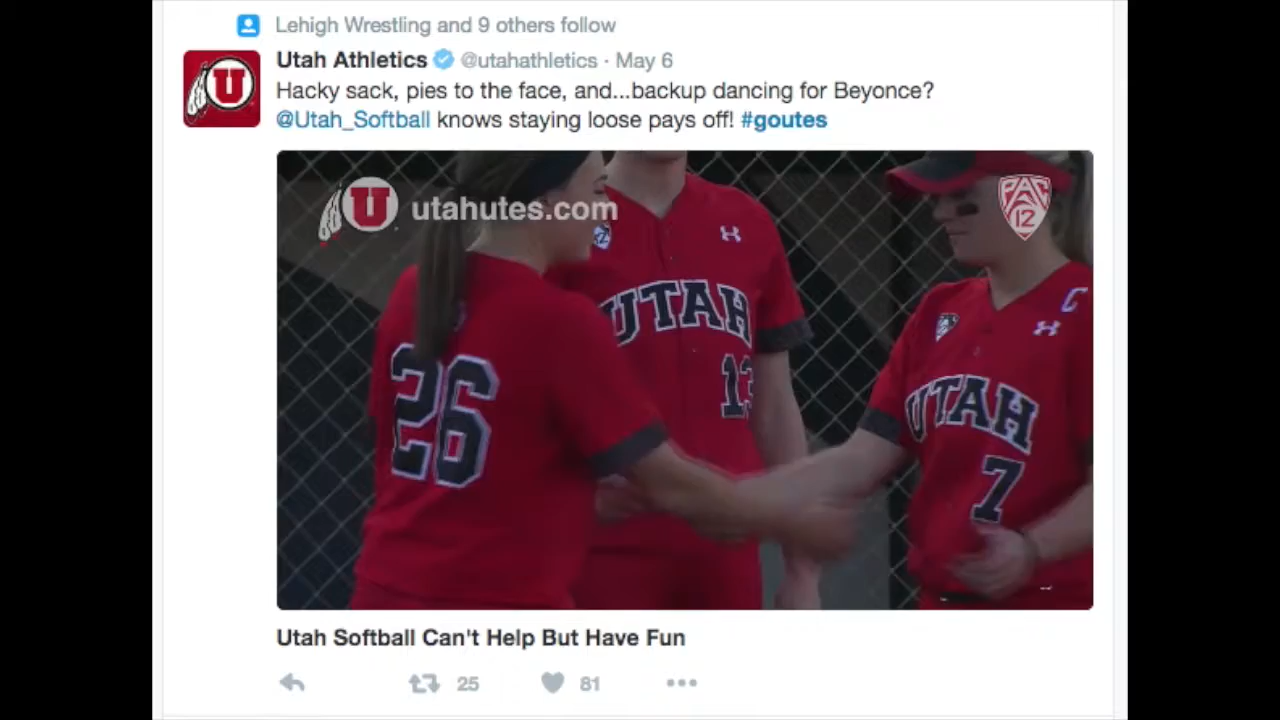 Lehigh Wrestling and 9 others follow
Utah Athletics @utahathletics · May 6
Hacky sack, pies to the face, and...backup dancing for Beyonce?
@Utah_Softball knows staying loose pays off! #goutes
U utahutes.com
PAC 12
UTAH
13
26
C
UTAH
7
Utah Softball Can't Help But Have Fun
25 81